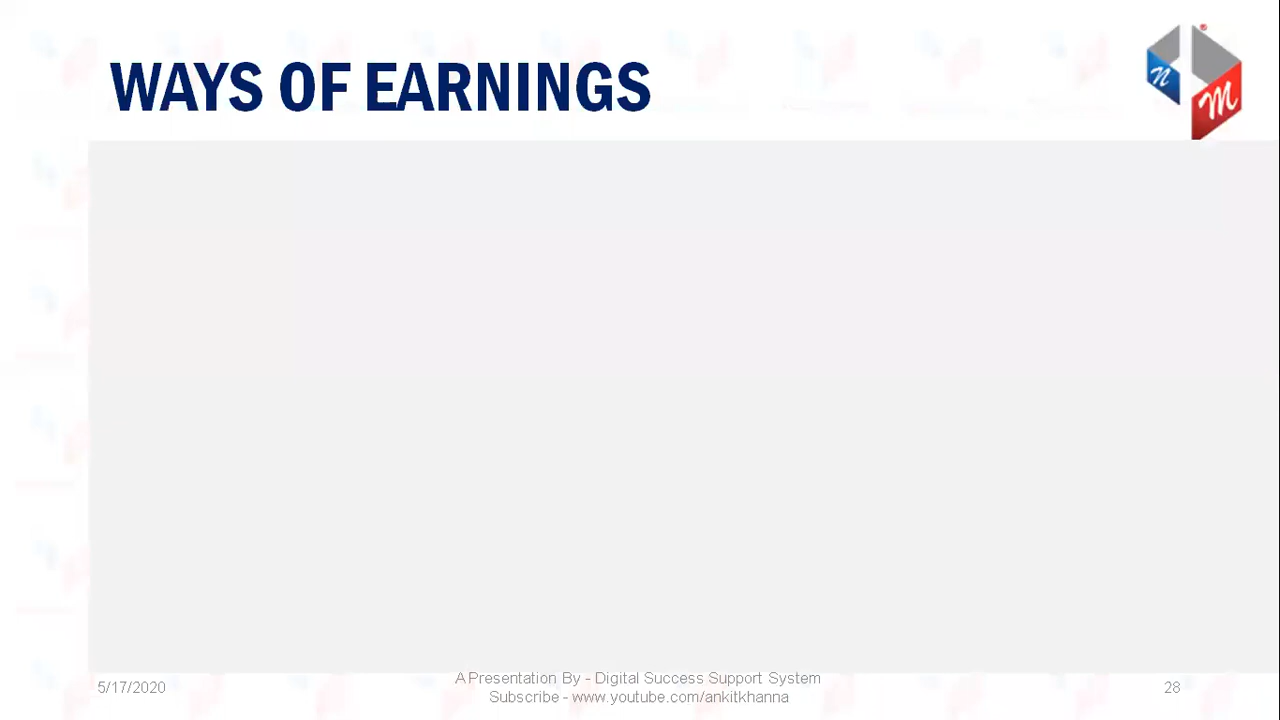 WAYS OF EARNINGS
n
M
5/17/2020
A Presentation By - Digital Success Support System
Subscribe - www.youtube.com/ankitkhanna
28